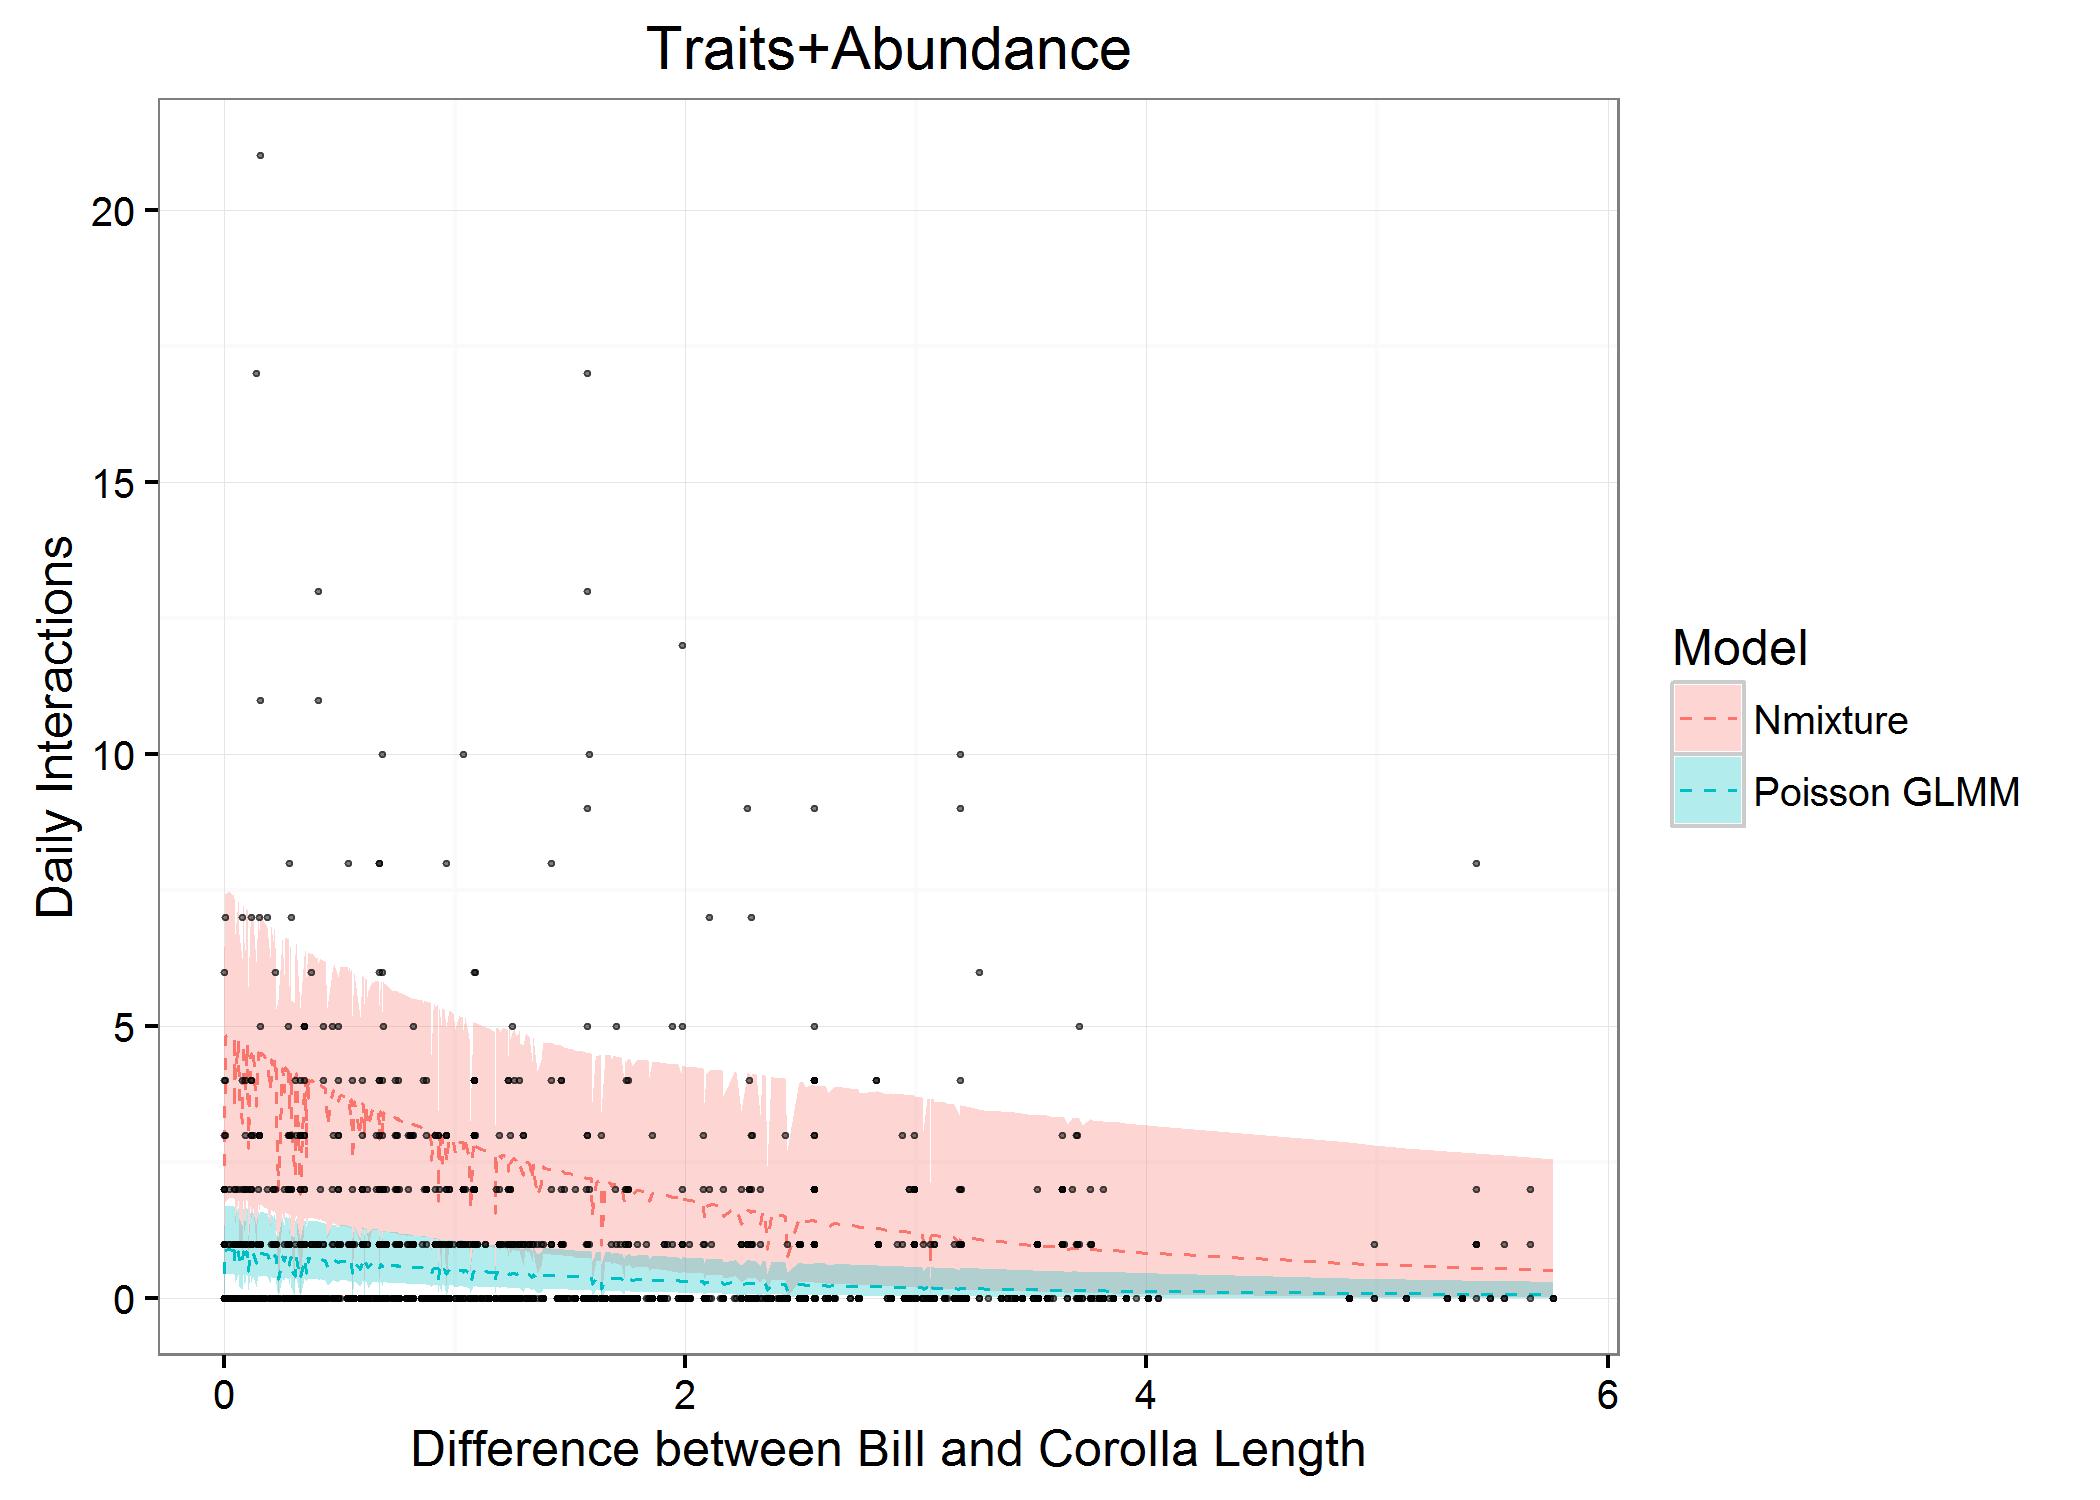 Traits+Abundance
20
15
10
5
0
Daily Interactions
0 2 4 6
Difference between Bill and Corolla Length
Model
Nmixture
Poisson GLMM